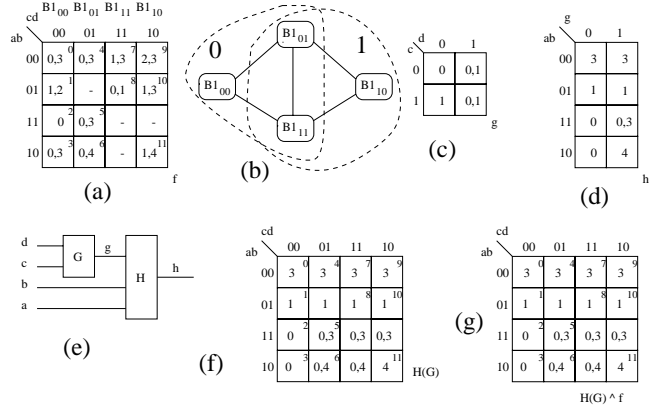 B1₀₀ B1₀₁ B1₁₁ B1₁₀
cd
ab 00 01 11 10
00 0,3 0 0,3 4 1,3 7 2,3 9
01 1,2 1 - 0,1 8 1,3 10
11 0 2 0,3 5 - -
10 0,3 3 0,4 6 - 1,4 11
f
(a)
0 1
B1₀₁
B1₀₀ B1₁₀
B1₁₁
(b)
d
c 0 1
0 0 0,1
1 1 0,1
g
(c)
g
ab 0 1
00 3 3
01 1 1
11 0 0,3
10 0 4
h
(d)
d
c
b
a
G
g
H
h
(e)
cd
ab 00 01 11 10
00 3 0 3 4 3 7 3 9
01 1 1 1 1 8 1 10
11 0 2 0,3 5 0,3 0,3
10 0 3 0,4 6 0,4 4 11
H(G)
(f)
cd
ab 00 01 11 10
00 3 0 3 4 3 7 3 9
01 1 1 1 1 8 1 10
11 0 2 0,3 5 0,3 0,3
10 0 3 0,4 6 0,4 4 11
H(G) ^ f
(g)